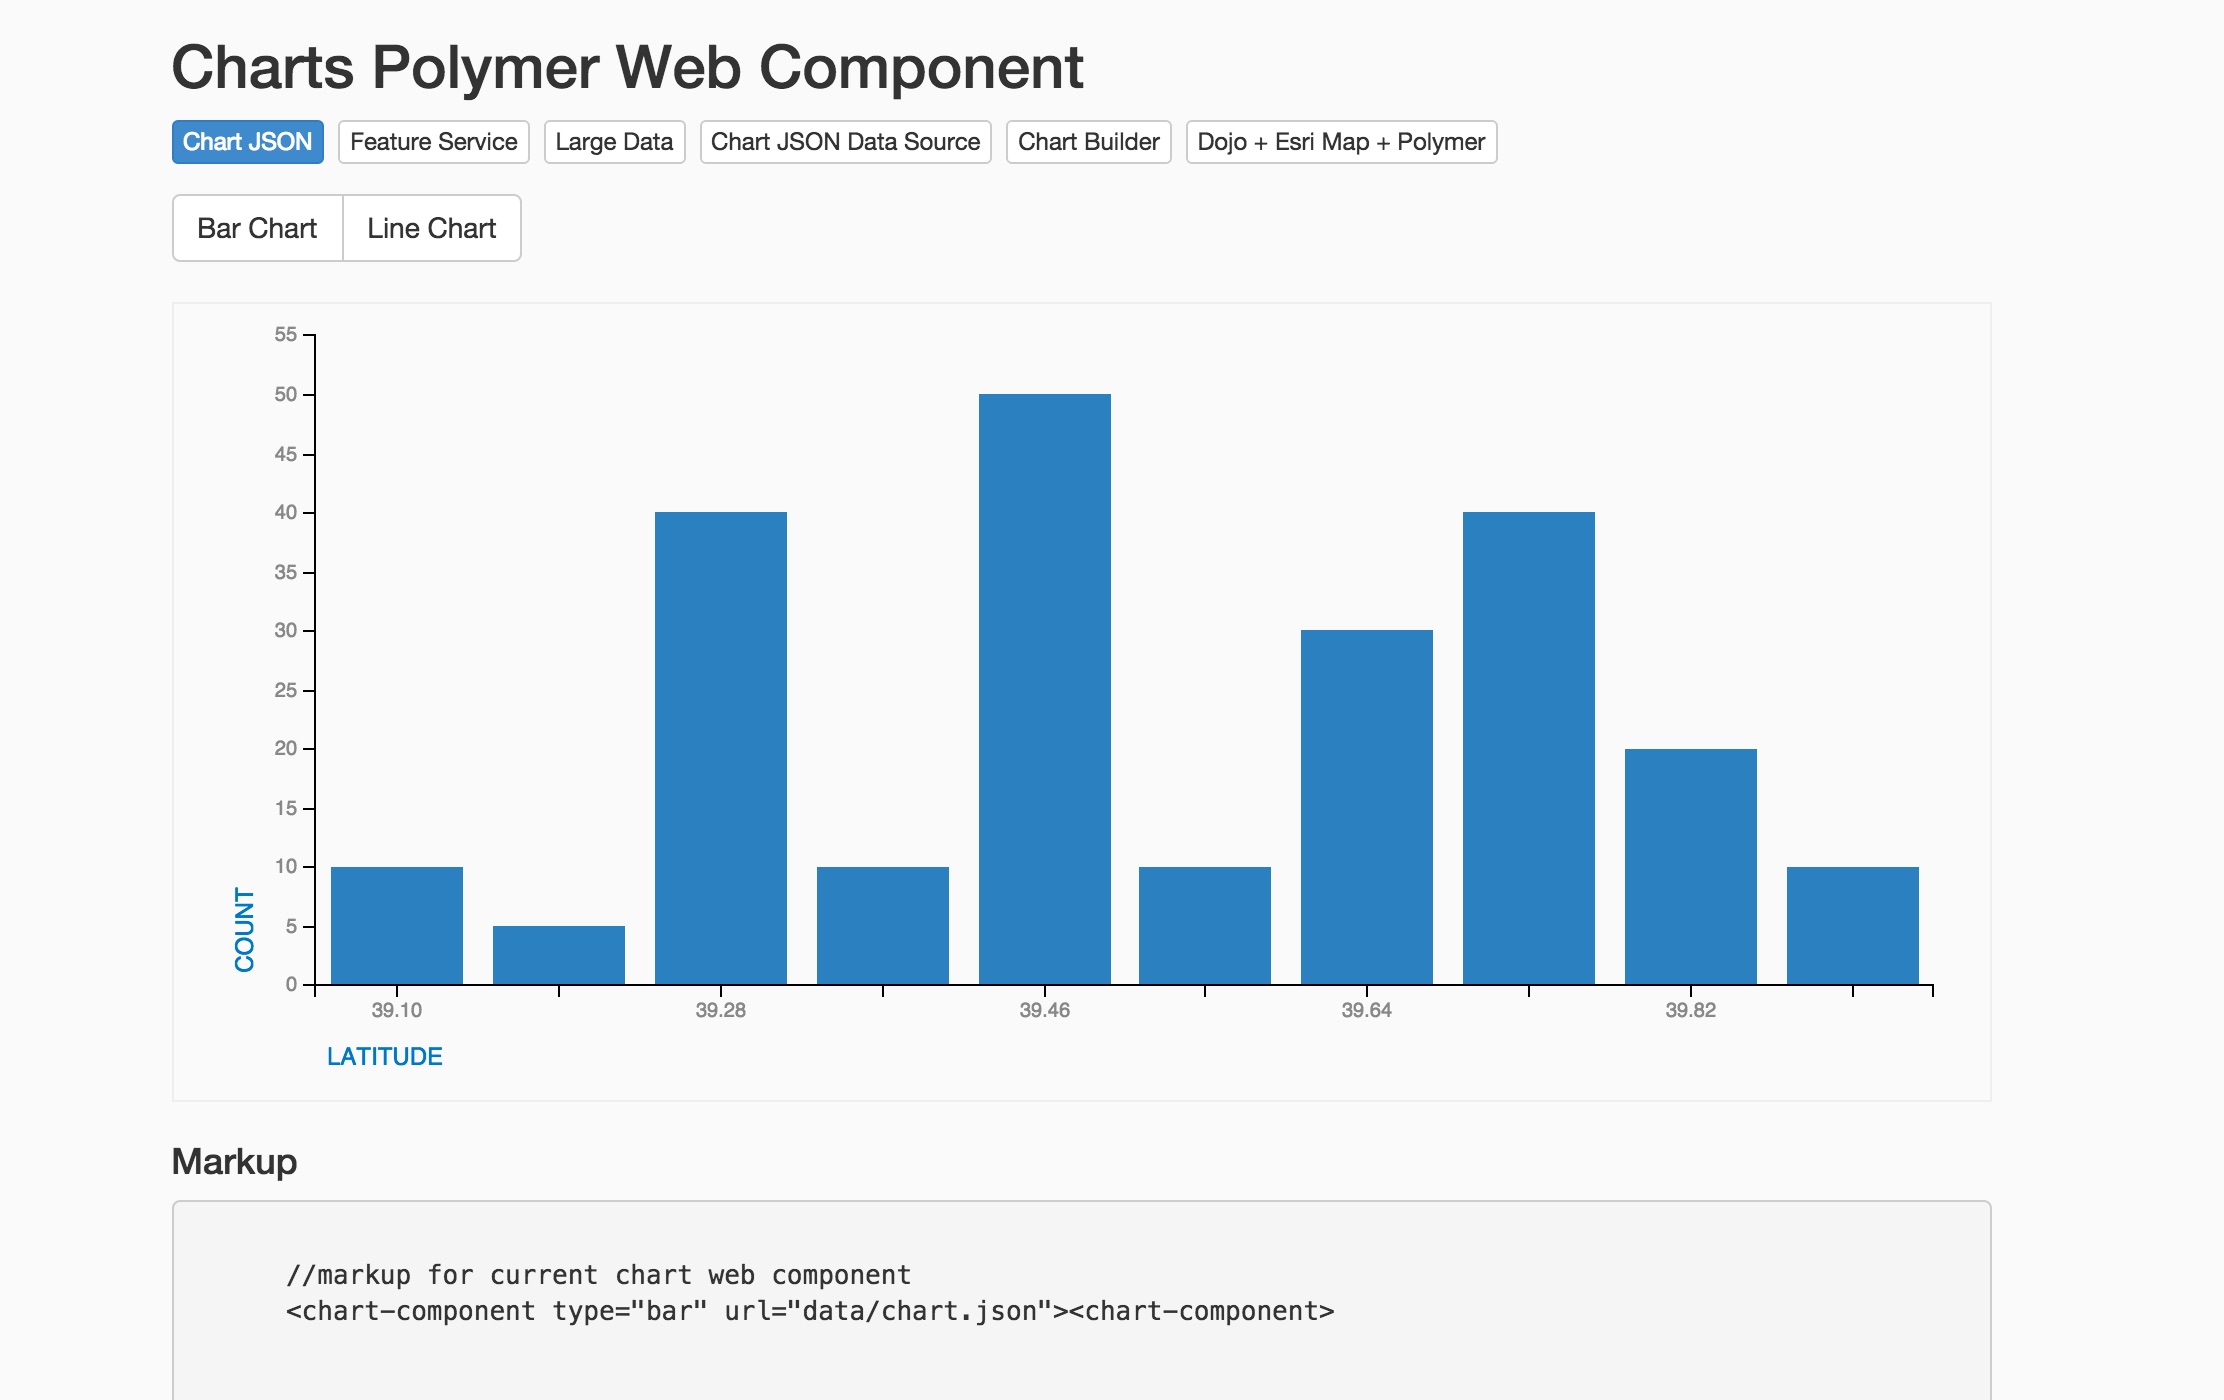 Charts Polymer Web Component
Chart JSON Feature Service Large Data Chart JSON Data Source Chart Builder Dojo + Esri Map + Polymer
Bar Chart Line Chart
55
50
45
40
35
30
25
20
15
10
5
0
COUNT
39.10 39.28 39.46 39.64 39.82
LATITUDE
Markup
//markup for current chart web component
<chart-component type="bar" url="data/chart.json"><chart-component>